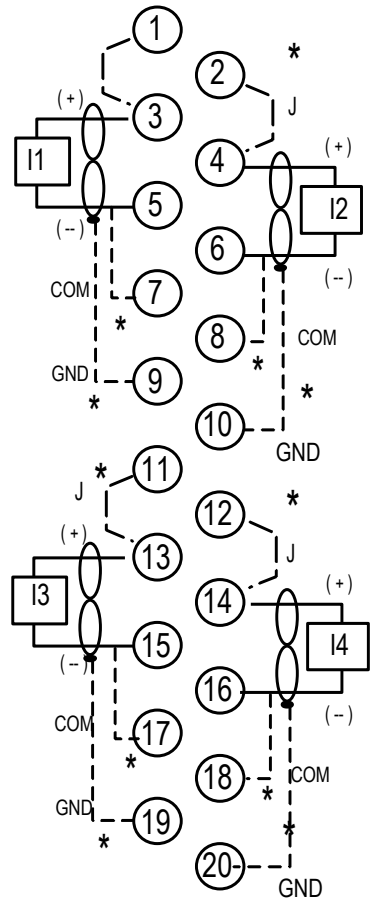 1
2
*
(+)
3
J
I1
4
(+)
5
I2
(--)
6
(--)
COM
7
*
8
COM
GND
9
*
*
*
10
GND
11
*
J
12
*
(+)
13
J
I3
14
(+)
15
I4
(--)
16
(--)
COM
17
*
18
COM
*
GND
19
*
*
20
GND